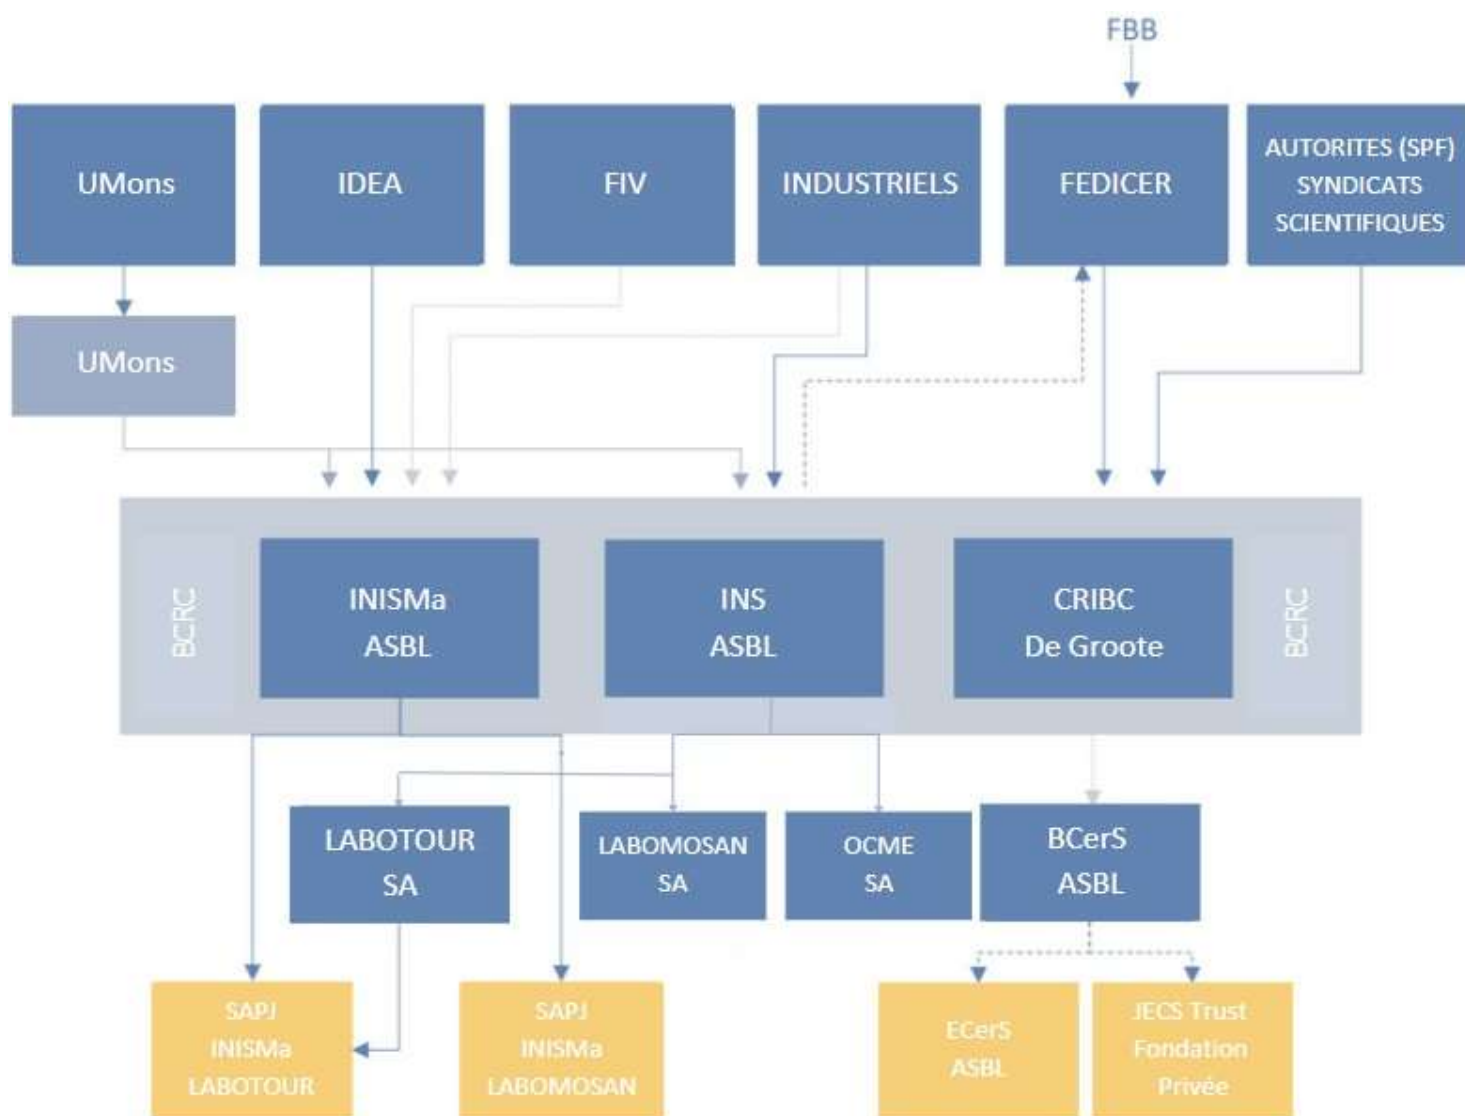 FBB
UMons
IDEA
FIV
INDUSTRIELS
FEDICER
AUTORITES (SPF)
SYNDICATS
SCIENTIFIQUES
UMons
BCRC
INISMa
ASBL
INS
ASBL
CRIBC
De Groote
BCRC
LABOTOUR
SA
LABOMOSAN
SA
OCME
SA
BCerS
ASBL
SAPJ
INISMa
LABOTOUR
SAPJ
INISMa
LABOMOSAN
ECerS
ASBL
JECS Trust
Fondation
Privée